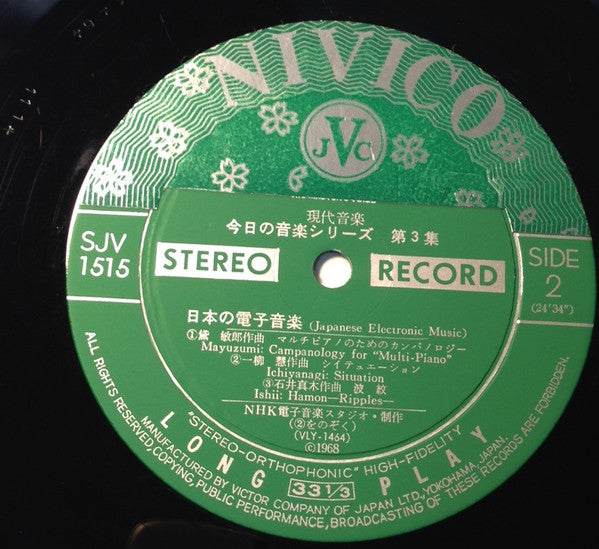 1114
NIVICO
JVC
現代音楽
今日の音楽シリーズ 第3集
SJV
1515
STEREO
RECORD
SIDE
2
(24′34″)
日本の電子音楽 (Japanese Electronic Music)
①黛 敏郎作曲 マルチピアノのためのカンパノロジー
Mayuzumi: Campanology for "Multi-Piano"
②一柳 慧作曲 シイテュエーション
Ichiyanagi: Situation
③石井真木作曲 波 紋
Ishii: Hamon—Ripples—
NHK電子音楽スタジオ・制作
(②をのぞく)
(VLY-1464)
©1968
"STEREO-ORTHOPHONIC" HIGH-FIDELITY
LONG 33 1/3 PLAY
ALL RIGHTS RESERVED, COPYING, PUBLIC PERFORMANCE, BROADCASTING OF THESE RECORDS ARE FORBIDDEN.
MANUFACTURED BY VICTOR COMPANY OF JAPAN LTD., YOKOHAMA, JAPAN.